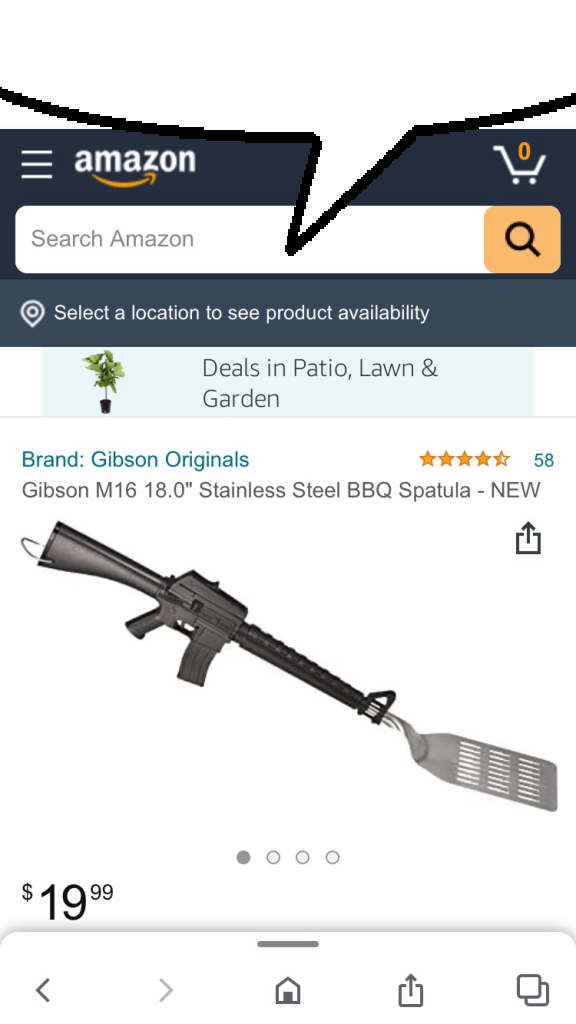 amazon
0
Search Amazon
Select a location to see product availability
Deals in Patio, Lawn &
Garden
Brand: Gibson Originals
58
Gibson M16 18.0" Stainless Steel BBQ Spatula - NEW
$19 99